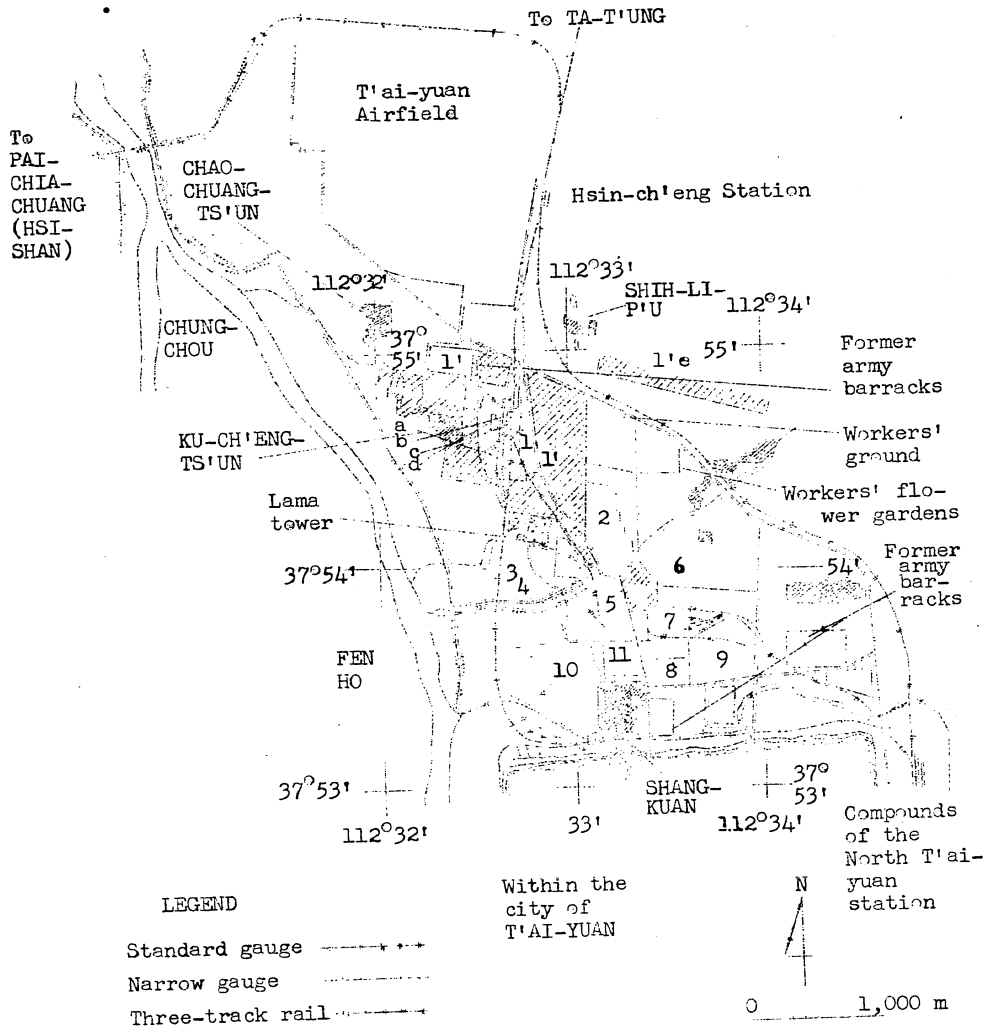 To TA-T'UNG
T'ai-yuan
Airfield
To
PAI-
CHIA-
CHUANG
(HSI-
SHAN)
CHAO-
CHUANG-
TS'UN
Hsin-ch'eng Station
112°32'
112°33'
SHIH-LI-
P'U
112°34'
CHUNG-
CHOU
37°
55'
1'
1'e
55'
Former
army
barracks
a
b
c
d
KU-CH'ENG-
TS'UN
1
1'
Workers'
ground
Lama
tower
2
Workers' flo-
wer gardens
37°54'
3
4
5
6
54'
Former
army
bar-
racks
7
FEN
HO
10
11
8
9
37°53'
SHANG-
KUAN
37°
53'
112°32'
33'
112°34'
Compounds
of the
North T'ai-
yuan
station
Within the
city of
T'AI-YUAN
N
LEGEND
Standard gauge
Narrow gauge
Three-track rail
0 1,000 m